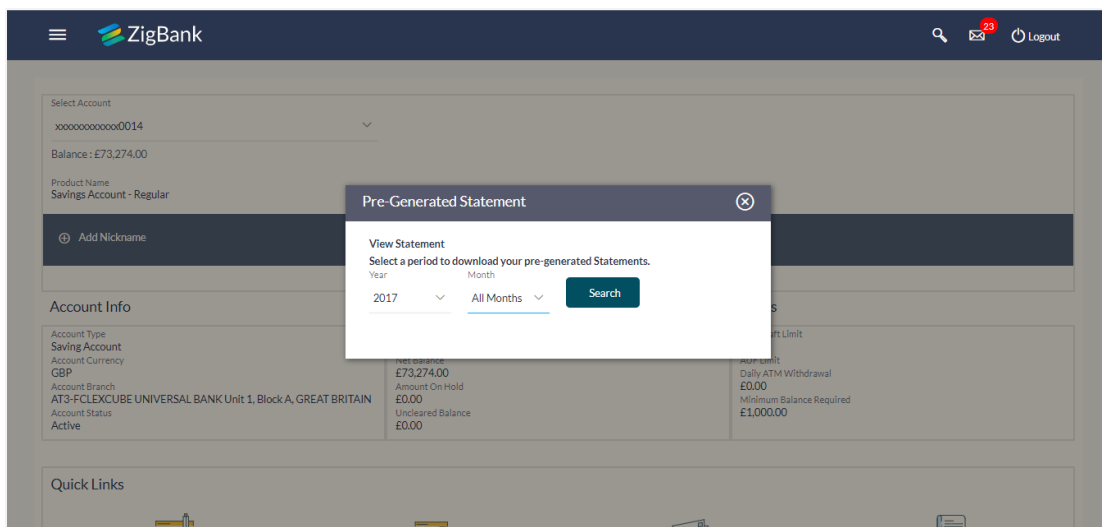 ZigBank
23
Logout
Select Account
xxxxxxxxxxxx0014
Balance : £73,274.00
Product Name
Savings Account - Regular
Add Nickname
Pre-Generated Statement
View Statement
Select a period to download your pre-generated Statements.
Year Month
2017 All Months Search
Account Info
Account Type
Saving Account
Account Currency
GBP
Account Branch
AT3-FCLEXCUBE UNIVERSAL BANK Unit 1, Block A, GREAT BRITAIN
Account Status
Active
Net Balance
£73,274.00
Amount On Hold
£0.00
Uncleared Balance
£0.00
Limit
Limit
Daily ATM Withdrawal
£0.00
Minimum Balance Required
£1,000.00
Quick Links